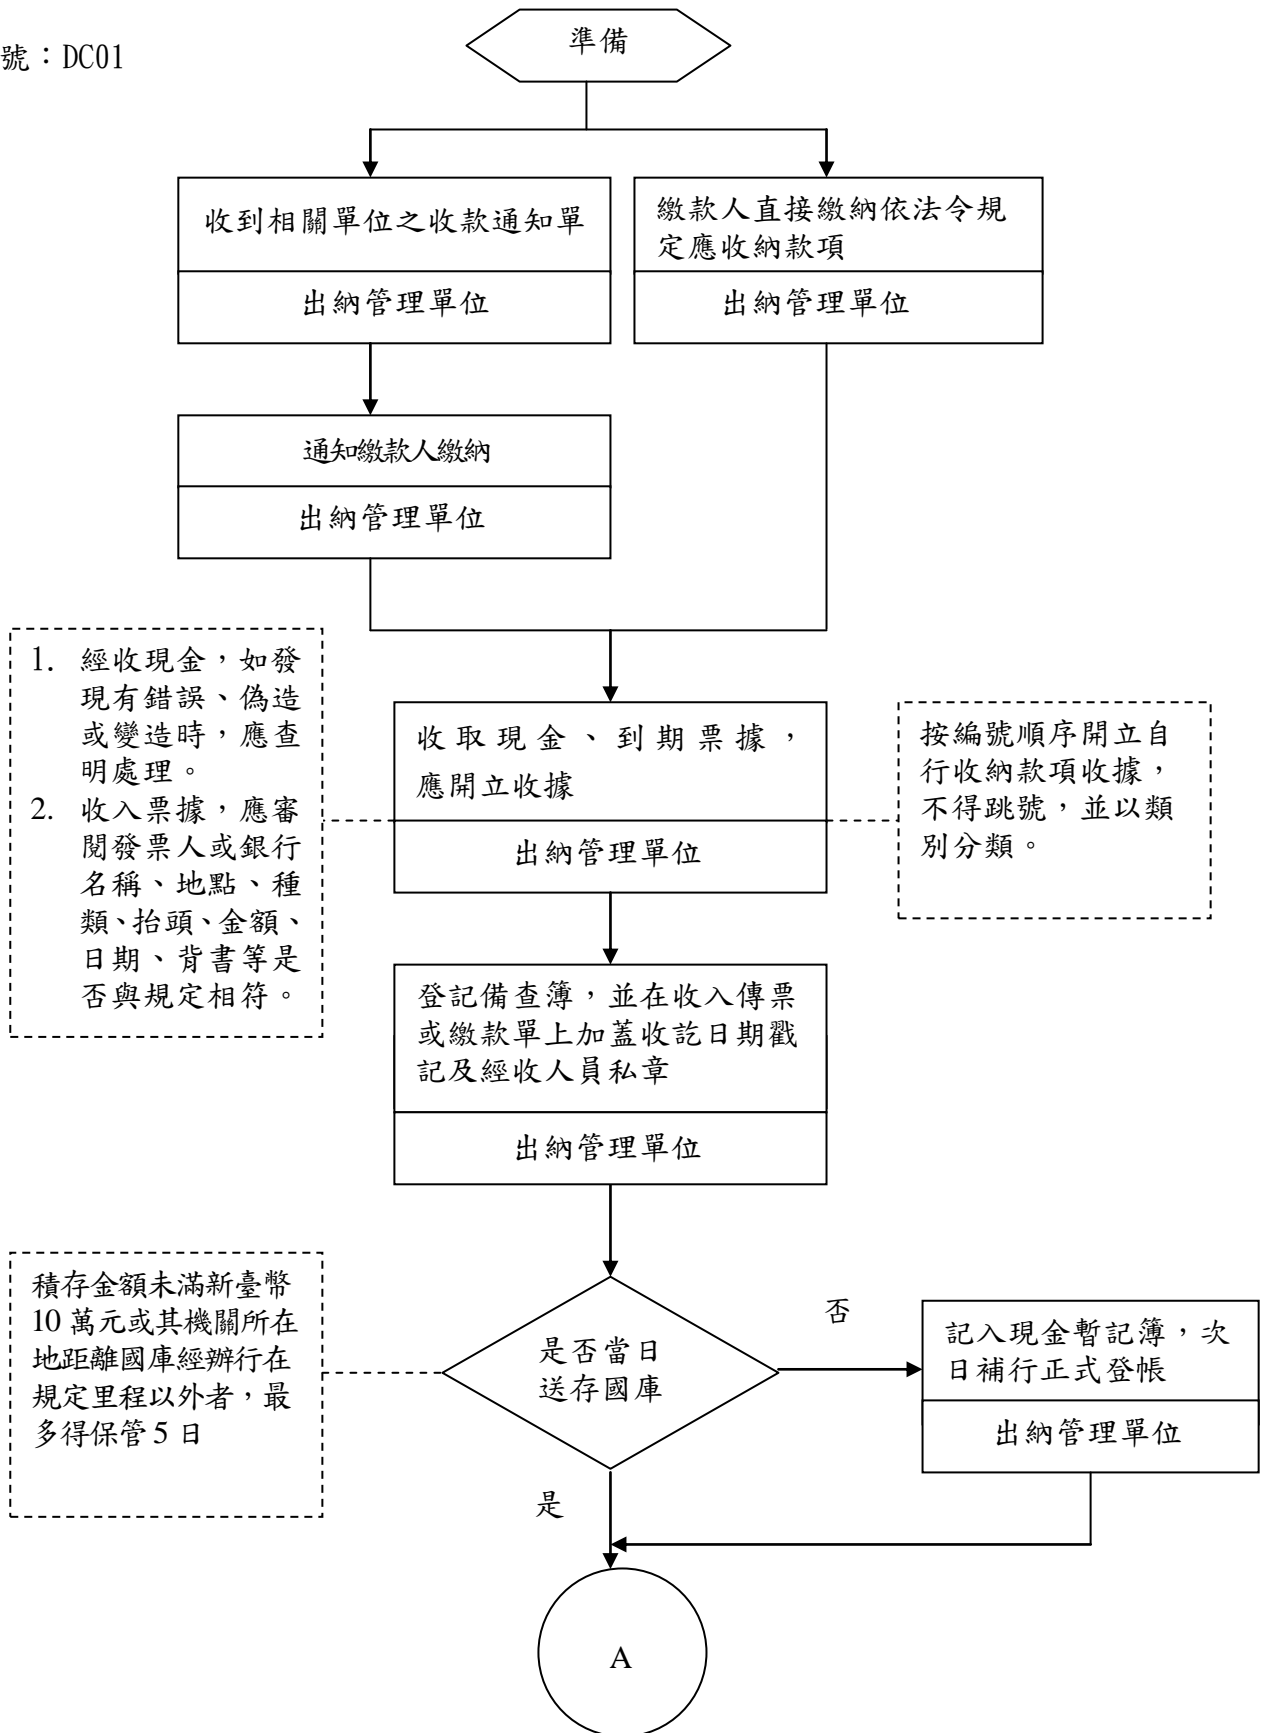 號：DC01
準備
收到相關單位之收款通知單
出納管理單位
繳款人直接繳納依法令規
定應收納款項
出納管理單位
通知繳款人繳納
出納管理單位
1. 經收現金，如發
現有錯誤、偽造
或變造時，應查
明處理。
2. 收入票據，應審
閱發票人或銀行
名稱、地點、種
類、抬頭、金額、
日期、背書等是
否與規定相符。
收取現金、到期票據，
應開立收據
出納管理單位
按編號順序開立自
行收納款項收據，
不得跳號，並以類
別分類。
登記備查簿，並在收入傳票
或繳款單上加蓋收訖日期戳
記及經收人員私章
出納管理單位
積存金額未滿新臺幣
10 萬元或其機關所在
地距離國庫經辦行在
規定里程以外者，最
多得保管 5 日
是否當日
送存國庫
否
記入現金暫記簿，次
日補行正式登帳
出納管理單位
是
A